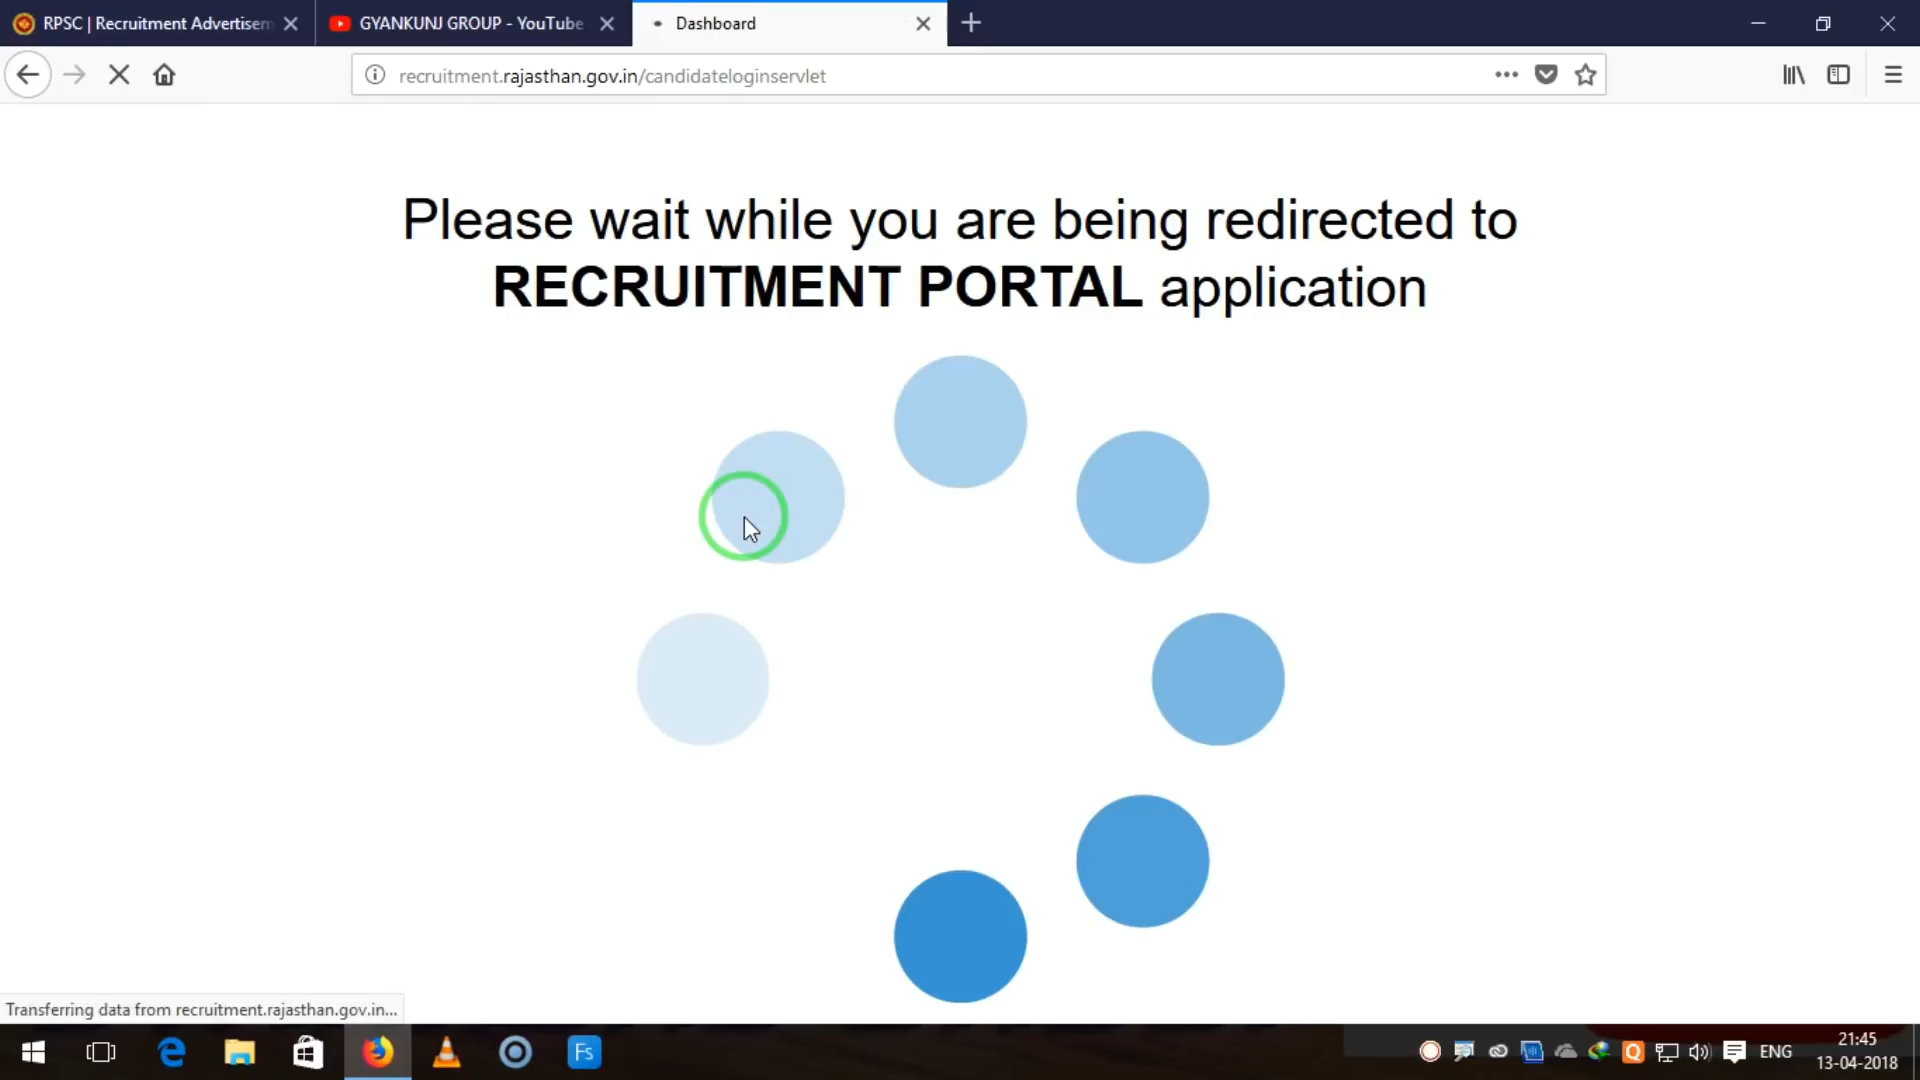 RPSC | Recruitment Advertisem
GYANKUNJ GROUP - YouTube
Dashboard
recruitment.rajasthan.gov.in/candidateloginservlet
Please wait while you are being redirected to
RECRUITMENT PORTAL application
Transferring data from recruitment.rajasthan.gov.in...
Fs
Q
ENG
21:45
13-04-2018